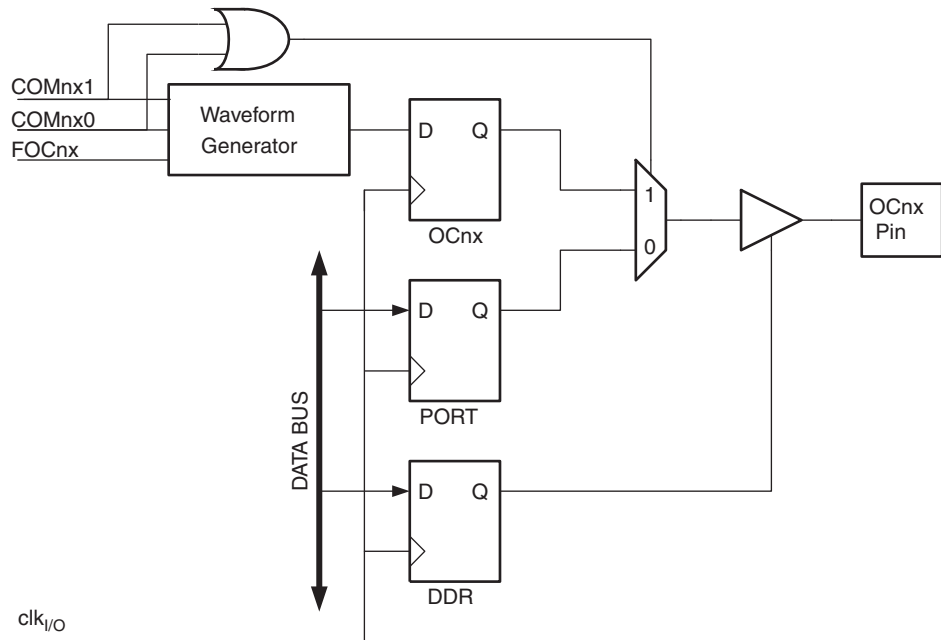 COMnx1
COMnx0
FOCnx
Waveform
Generator
D Q
OCnx
1
0
OCnx
Pin
D Q
PORT
DATA BUS
D Q
DDR
clkI/O